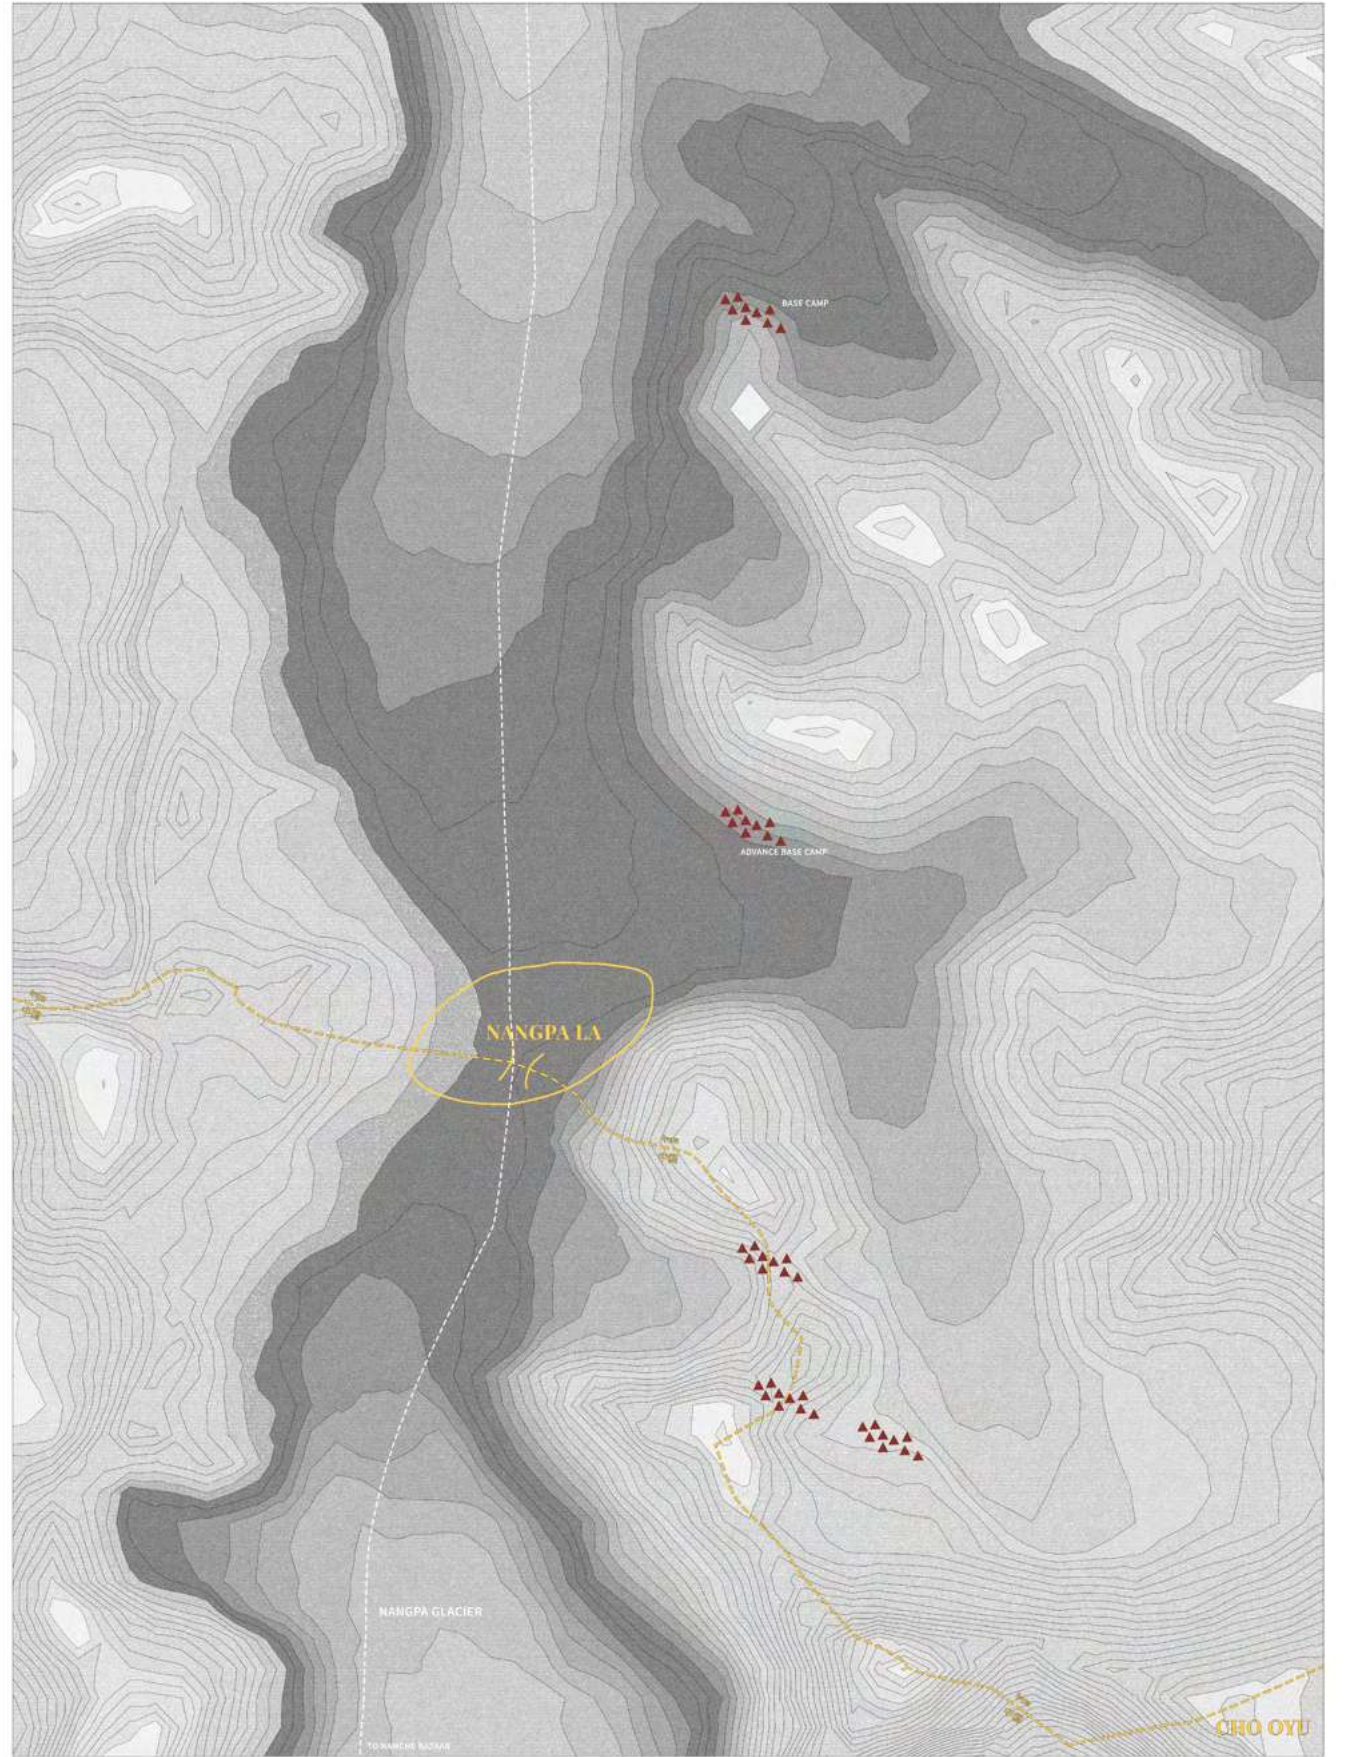 BASE CAMP
ADVANCE BASE CAMP
NANGPA LA
NANGPA GLACIER
CHO OYU
TO NAMCHE BAZAAR